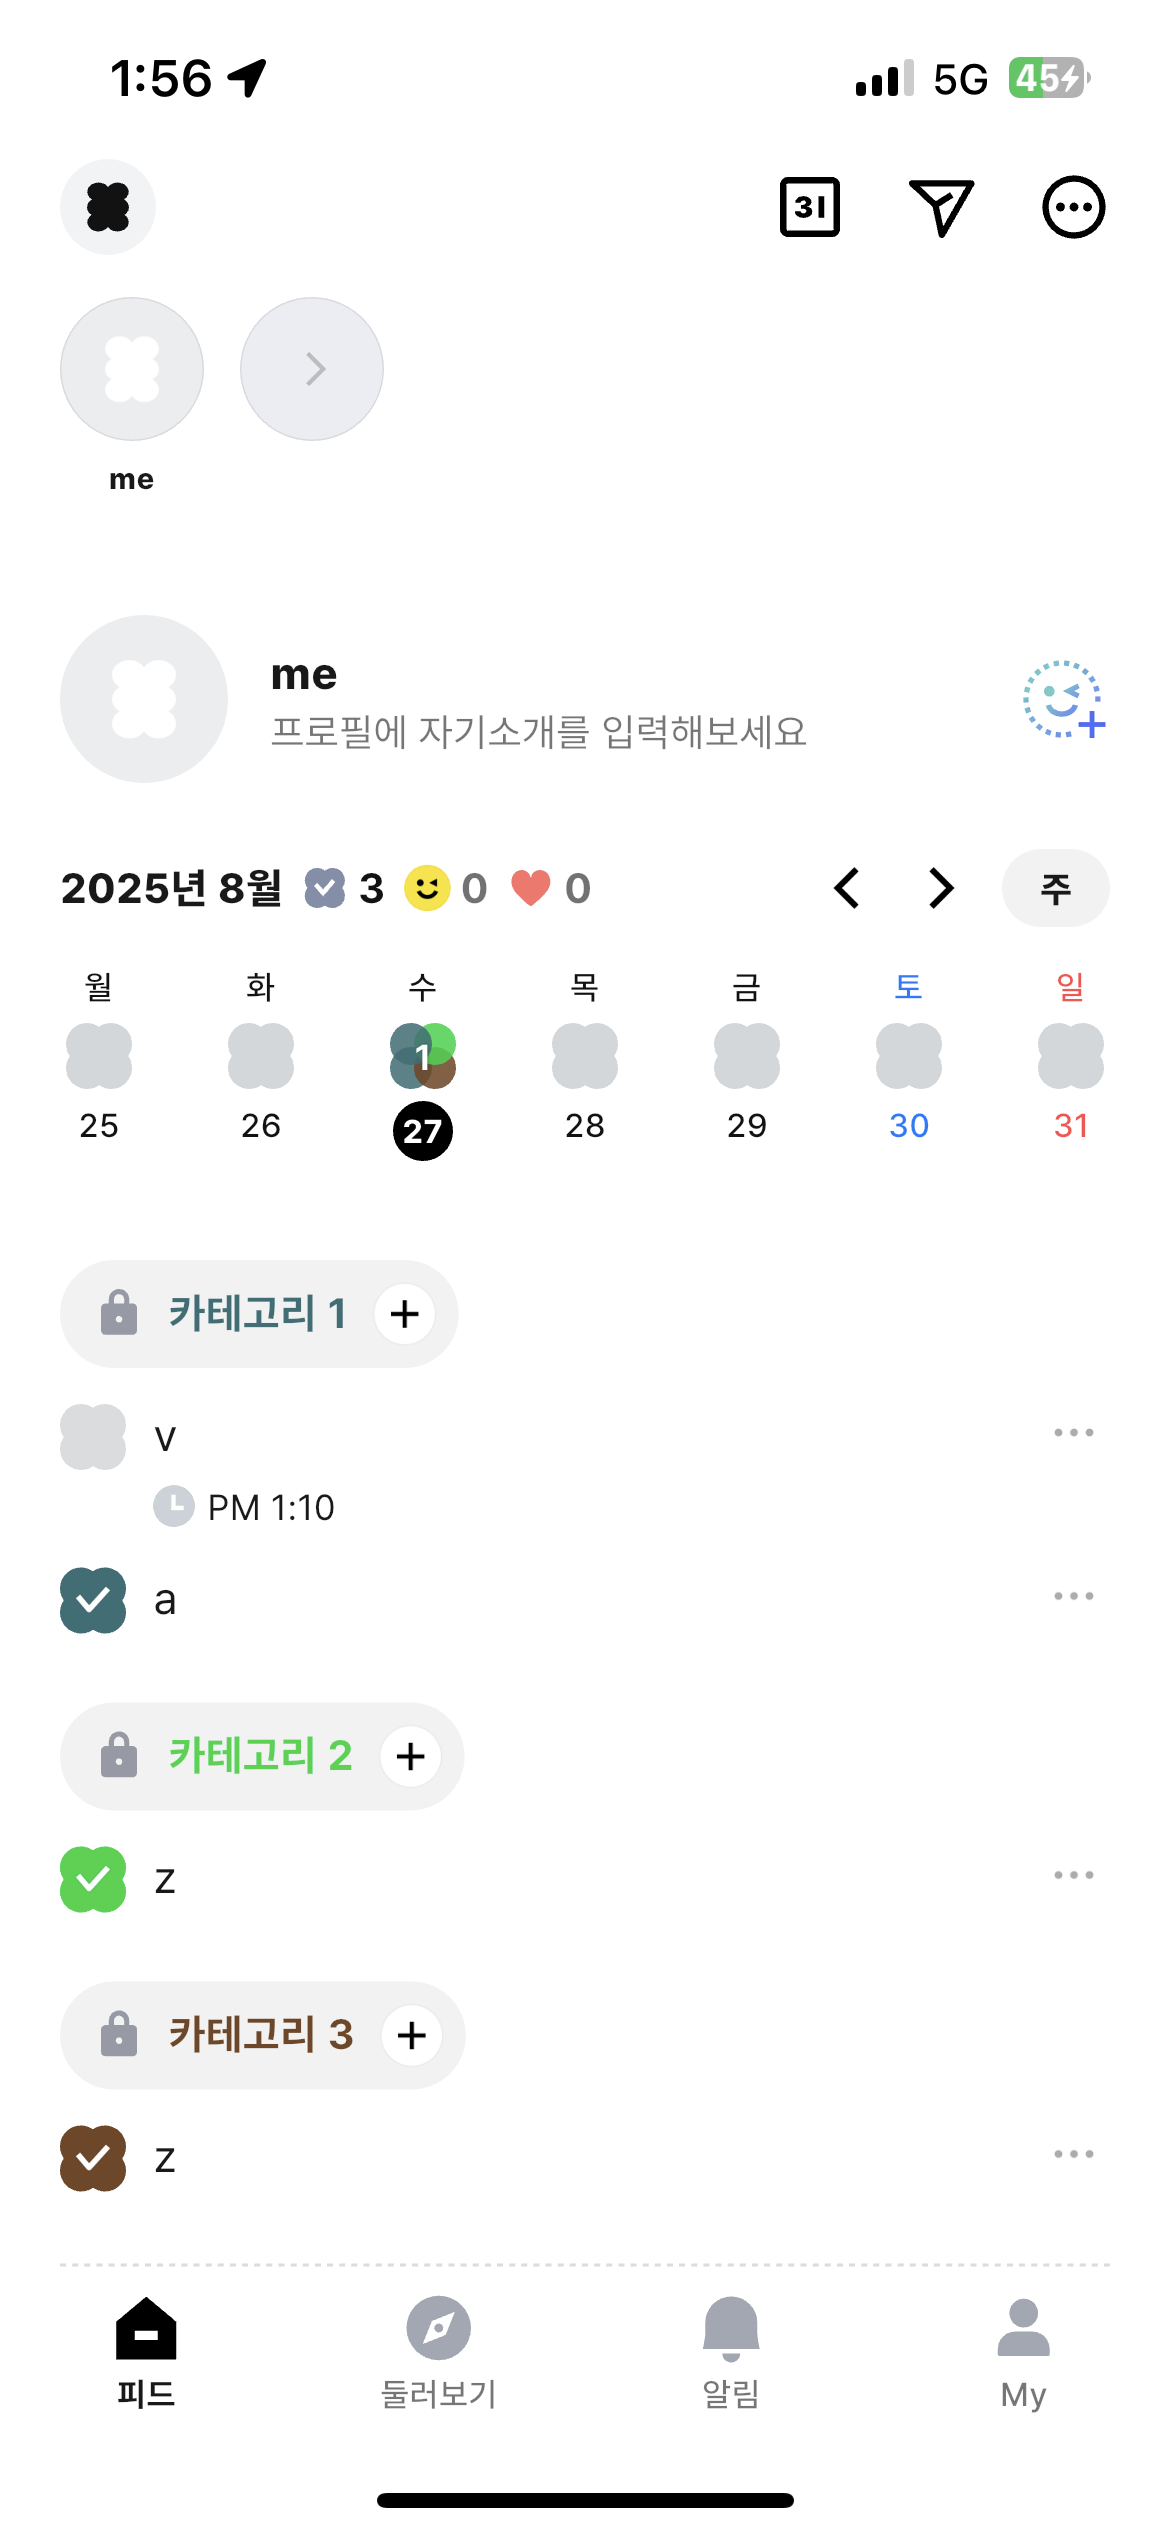 1:56 5G 45
31
me
me
프로필에 자기소개를 입력해보세요
2025년 8월 3 0 0 주
월 화 수 목 금 토 일
1
25 26 27 28 29 30 31
카테고리 1
v
PM 1:10
a
카테고리 2
z
카테고리 3
z
피드 둘러보기 알림 My